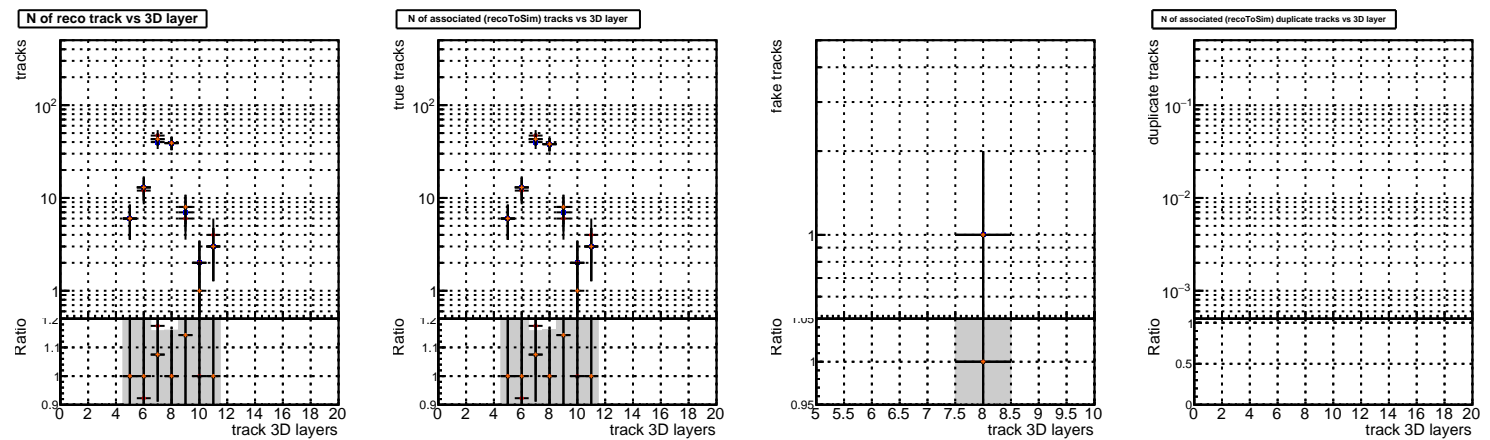 N of reco track vs 3D layer
tracks
10²
10
1
Ratio
1.2
1.1
1
0.9
0 2 4 6 8 10 12 14 16 18 20
track 3D layers
N of associated (recoToSim) tracks vs 3D layer
true tracks
10²
10
1
Ratio
1.2
1.1
1
0.9
0 2 4 6 8 10 12 14 16 18 20
track 3D layers
fake tracks
1
Ratio
1.05
1
0.95
5 5.5 6 6.5 7 7.5 8 8.5 9 9.5 10
track 3D layers
N of associated (recoToSim) duplicate tracks vs 3D layer
duplicate tracks
10⁻¹
10⁻²
10⁻³
Ratio
1
0.5
0
0 2 4 6 8 10 12 14 16 18 20
track 3D layers